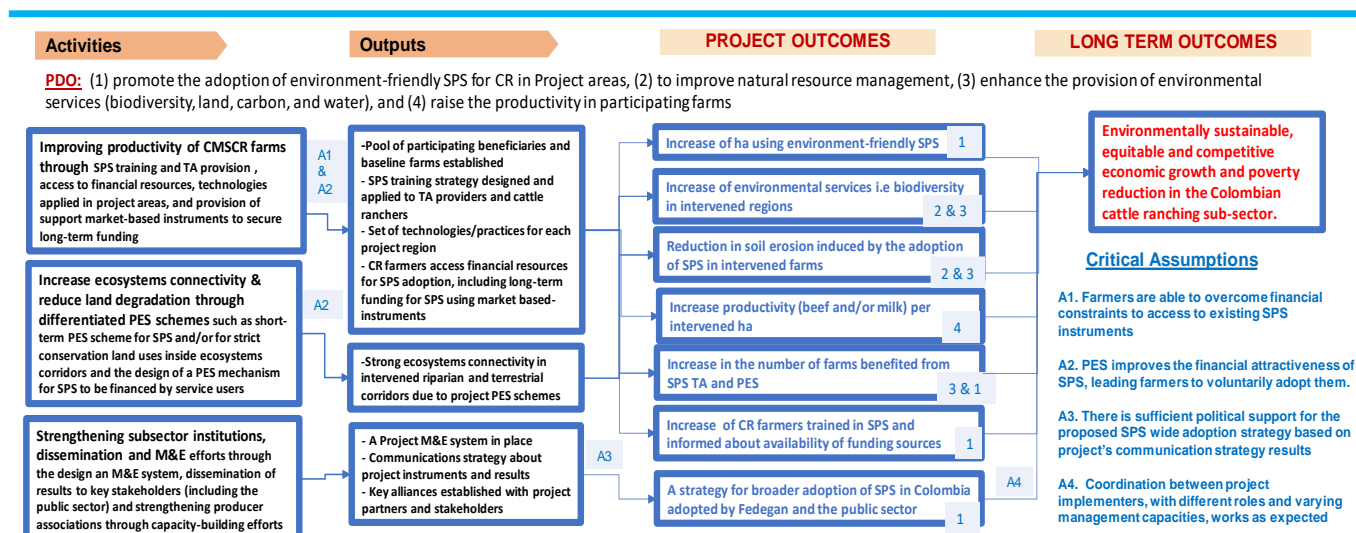 Activities
Outputs
PROJECT OUTCOMES
LONG TERM OUTCOMES
PDO: (1) promote the adoption of environment-friendly SPS for CR in Project areas, (2) to improve natural resource management, (3) enhance the provision of environmental
services (biodiversity, land, carbon, and water), and (4) raise the productivity in participating farms
Improving productivity of CMSCR farms
through SPS training and TA provision ,
access to financial resources, technologies
applied in project areas, and provision of
support market-based instruments to secure
long-term funding
A1
&
A2
Increase ecosystems connectivity &
reduce land degradation through
differentiated PES schemes such as short-
term PES scheme for SPS and/or for strict
conservation land uses inside ecosystems
corridors and the design of a PES mechanism
for SPS to be financed by service users
A2
Strengthening subsector institutions,
dissemination and M&E efforts through
the design an M&E system, dissemination of
results to key stakeholders (including the
public sector) and strengthening producer
associations through capacity-building efforts
-Pool of participating beneficiaries and
baseline farms established
- SPS training strategy designed and
applied to TA providers and cattle
ranchers
- Set of technologies/practices for each
project region
- CR farmers access financial resources
for SPS adoption, including long-term
funding for SPS using market based-
instruments
-Strong ecosystems connectivity in
intervened riparian and terrestrial
corridors due to project PES schemes
- A Project M&E system in place
- Communications strategy about
project instruments and results
- Key alliances established with project
partners and stakeholders
A3
Increase of ha using environment-friendly SPS
1
Increase of environmental services i.e biodiversity
in intervened regions
2 & 3
Reduction in soil erosion induced by the adoption
of SPS in intervened farms
2 & 3
Increase productivity (beef and/or milk) per
intervened ha
4
Increase in the number of farms benefited from
SPS TA and PES
3 & 1
Increase of CR farmers trained in SPS and
informed about availability of funding sources
1
A strategy for broader adoption of SPS in Colombia
adopted by Fedegan and the public sector
1
A4
Environmentally sustainable,
equitable and competitive
economic growth and poverty
reduction in the Colombian
cattle ranching sub-sector.
Critical Assumptions
A1. Farmers are able to overcome financial
constraints to access to existing SPS
instruments
A2. PES improves the financial attractiveness of
SPS, leading farmers to voluntarily adopt them.
A3. There is sufficient political support for the
proposed SPS wide adoption strategy based on
project's communication strategy results
A4. Coordination between project
implementers, with different roles and varying
management capacities, works as expected